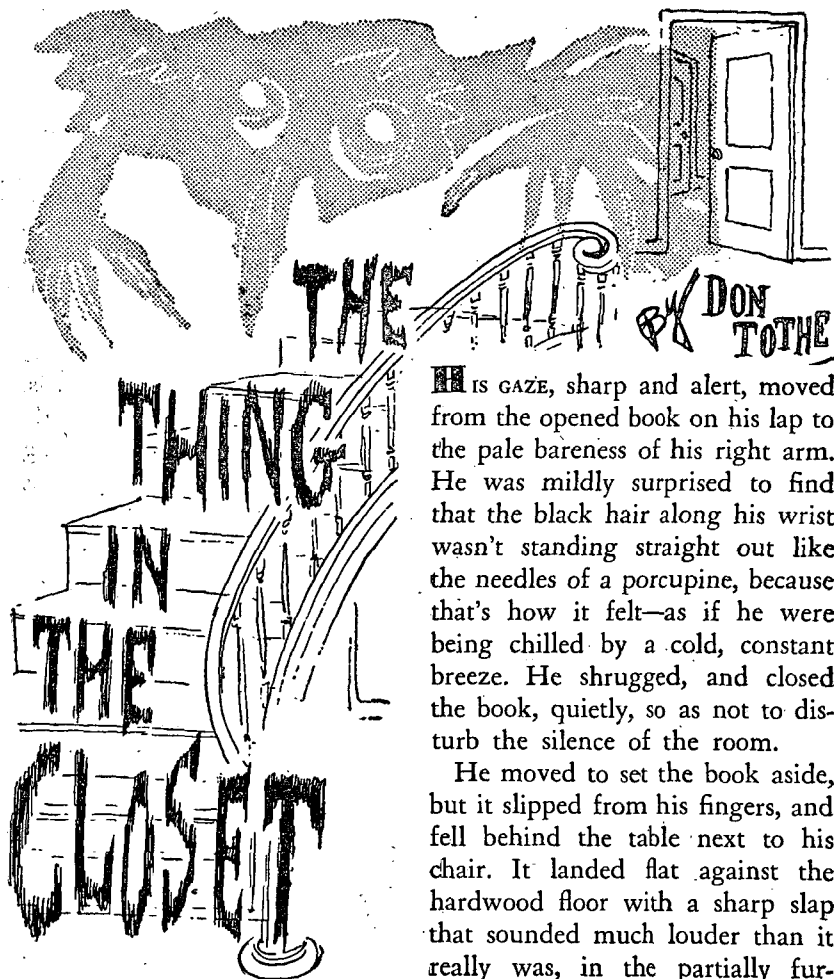 THE
THING
IN
THE
CLOSET
By DON
TOTHE
HIS GAZE, sharp and alert, moved
from the opened book on his lap to
the pale bareness of his right arm.
He was mildly surprised to find
that the black hair along his wrist
wasn't standing straight out like
the needles of a porcupine, because
that's how it felt—as if he were
being chilled by a cold, constant
breeze. He shrugged, and closed
the book, quietly, so as not to dis-
turb the silence of the room.
He moved to set the book aside,
but it slipped from his fingers, and
fell behind the table next to his
chair. It landed flat against the
hardwood floor with a sharp slap
that sounded much louder than it
really was, in the partially fur-